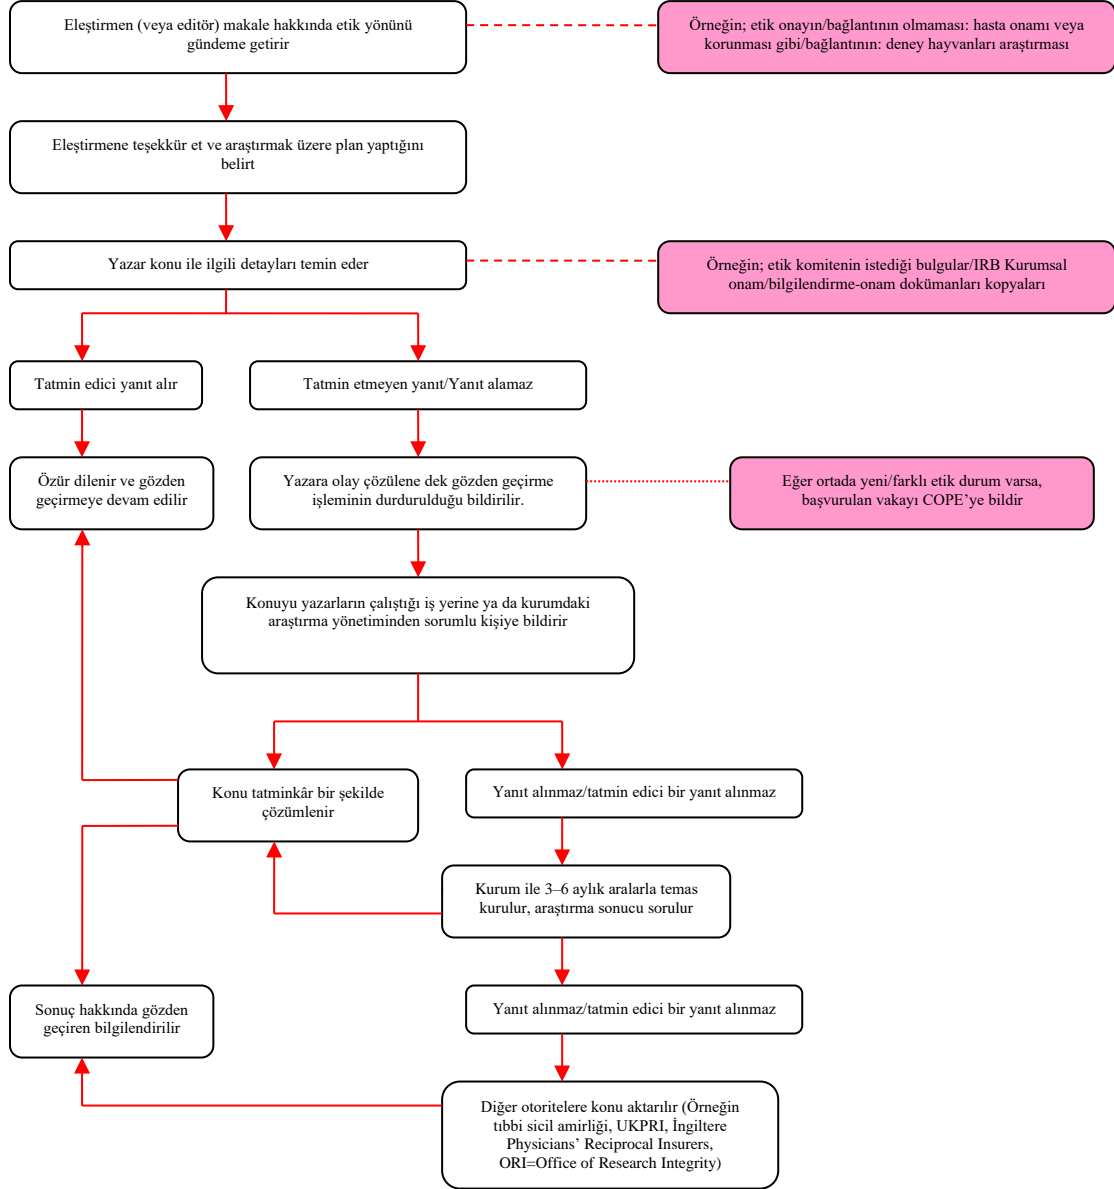 Eleştirmen (veya editör) makale hakkında etik yönünü
gündeme getirir
Örneğin; etik onayın/bağlantının olmaması: hasta onamı veya
korunması gibi/bağlantının: deney hayvanları araştırması
Eleştirmene teşekkür et ve araştırmak üzere plan yaptığını
belirt
Yazar konu ile ilgili detayları temin eder
Örneğin; etik komitenin istediği bulgular/IRB Kurumsal
onam/bilgilendirme-onam dokümanları kopyaları
Tatmin edici yanıt alır
Tatmin etmeyen yanıt/Yanıt alamaz
Özür dilenir ve gözden
geçirmeye devam edilir
Yazara olay çözülene dek gözden geçirme
işleminin durdurulduğu bildirilir.
Eğer ortada yeni/farklı etik durum varsa,
başvurulan vakayı COPE’ye bildir
Konuyu yazarların çalıştığı iş yerine ya da kurumdaki
araştırma yönetiminden sorumlu kişiye bildirir
Konu tatminkâr bir şekilde
çözümlenir
Yanıt alınmaz/tatmin edici bir yanıt alınmaz
Kurum ile 3–6 aylık aralarla temas
kurulur, araştırma sonucu sorulur
Sonuç hakkında gözden
geçiren bilgilendirilir
Yanıt alınmaz/tatmin edici bir yanıt alınmaz
Diğer otoritelere konu aktarılır (Örneğin
tıbbi sicil amirliği, UKPRI, İngiltere
Physicians’ Reciprocal Insurers,
ORI=Office of Research Integrity)